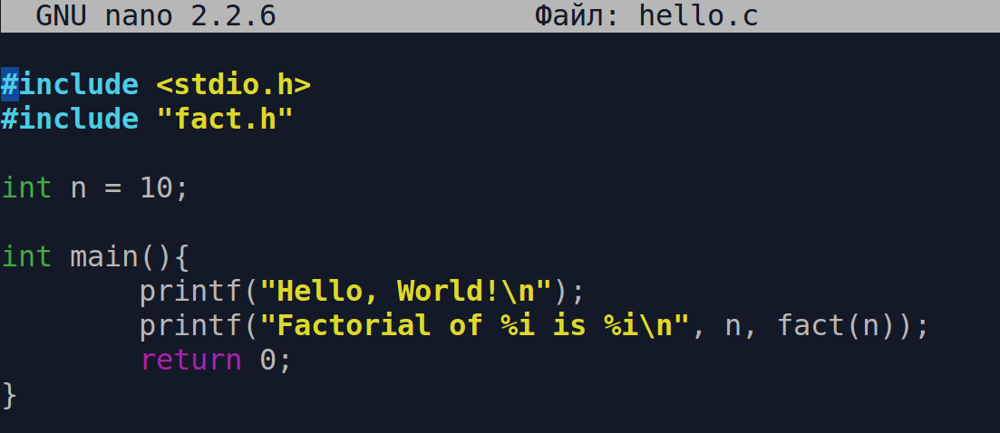 GNU nano 2.2.6 Файл: hello.c
#include <stdio.h>
#include "fact.h"
int n = 10;
int main(){
printf("Hello, World!\n");
printf("Factorial of %i is %i\n", n, fact(n));
return 0;
}